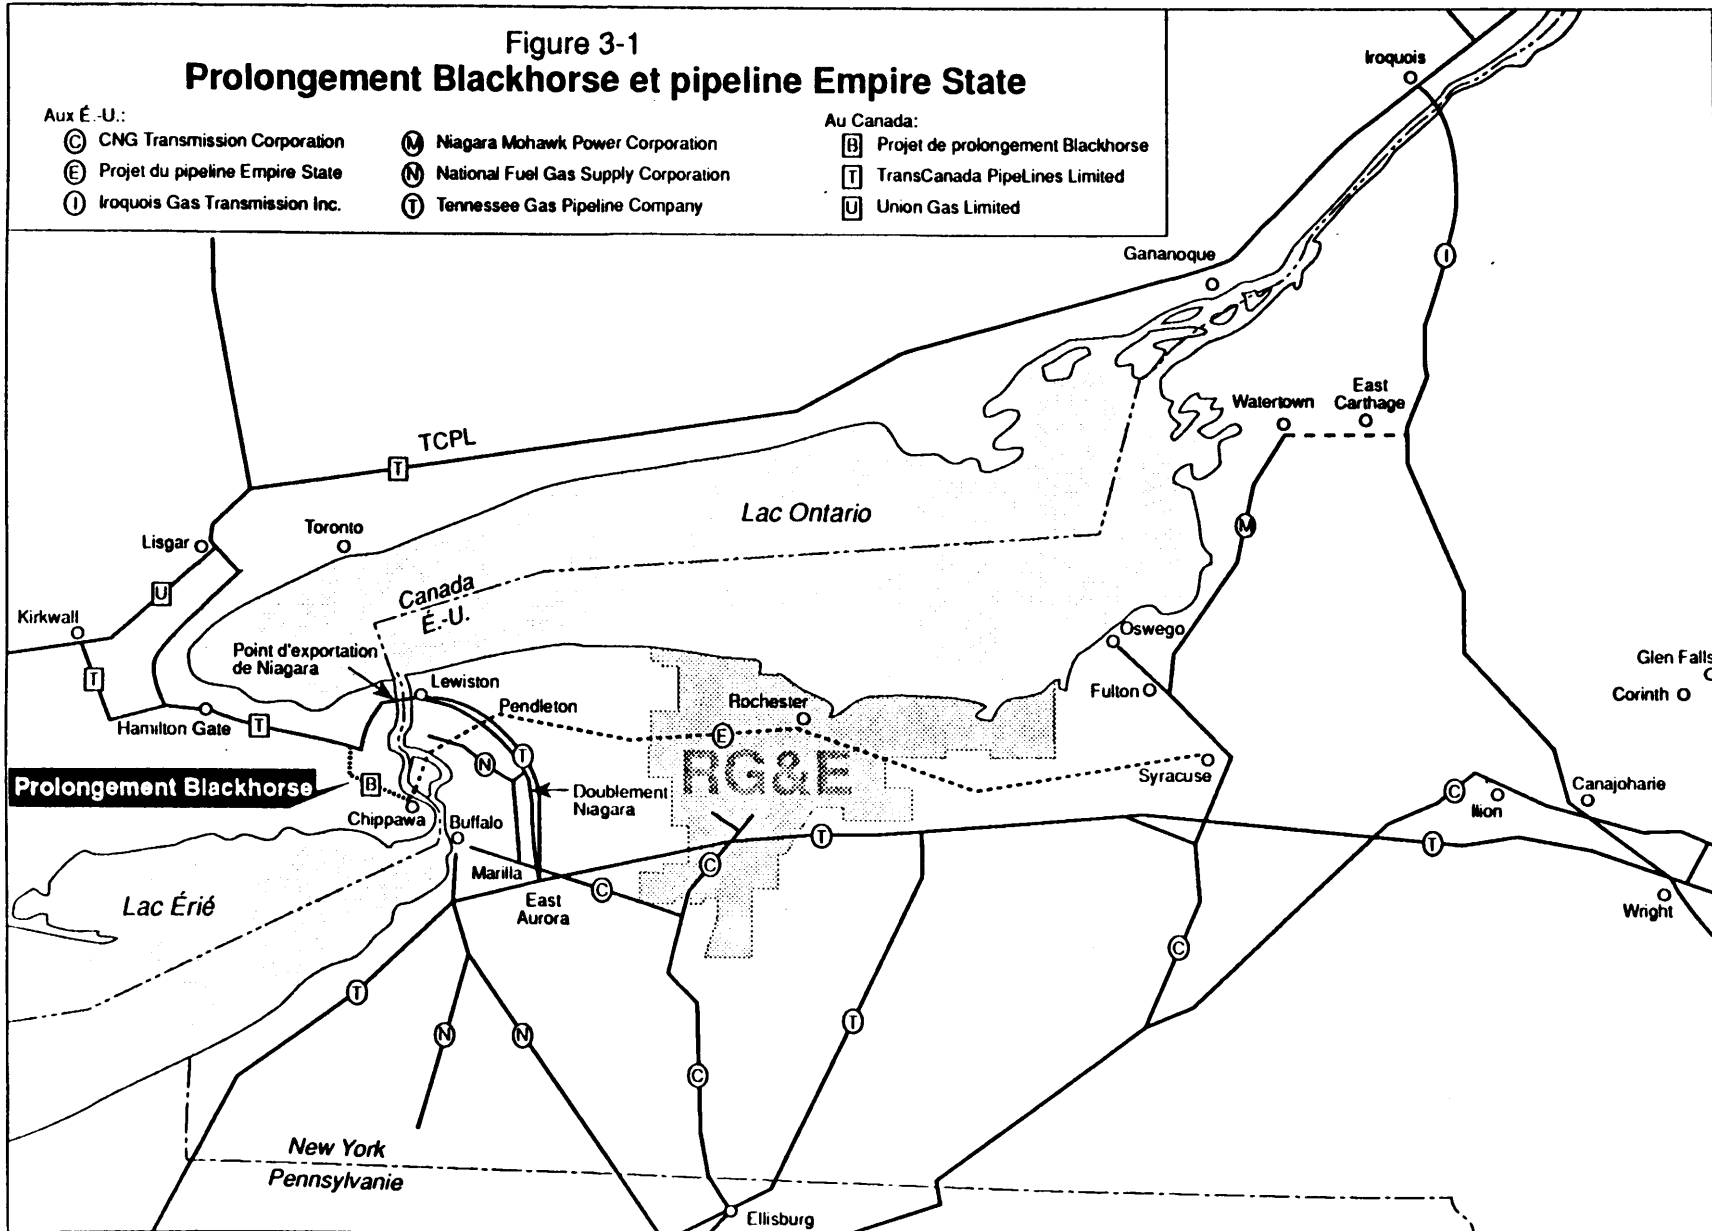 Figure 3-1
Prolongement Blackhorse et pipeline Empire State
Aux É.-U.:
C CNG Transmission Corporation
E Projet du pipeline Empire State
I Iroquois Gas Transmission Inc.
M Niagara Mohawk Power Corporation
N National Fuel Gas Supply Corporation
T Tennessee Gas Pipeline Company
Au Canada:
B Projet de prolongement Blackhorse
T TransCanada PipeLines Limited
U Union Gas Limited
Iroquois
Gananoque
I
Watertown
East
Carthage
TCPL
T
Lac Ontario
M
Lisgar
Toronto
U
Canada
É.-U.
Kirkwall
Oswego
Point d'exportation
de Niagara
Glen Falls
T
Lewiston
Fulton
Corinth
Pendleton
Rochester
Hamilton Gate
T
E
N
T
RG&E
Syracuse
Prolongement Blackhorse
B
Doublement
Niagara
C
Ilion
Canajoharie
Chippawa
Buffalo
T
T
Marilla
C
C
East
Aurora
Lac Érié
Wright
C
T
N
N
T
C
New York
Pennsylvanie
Ellisburg